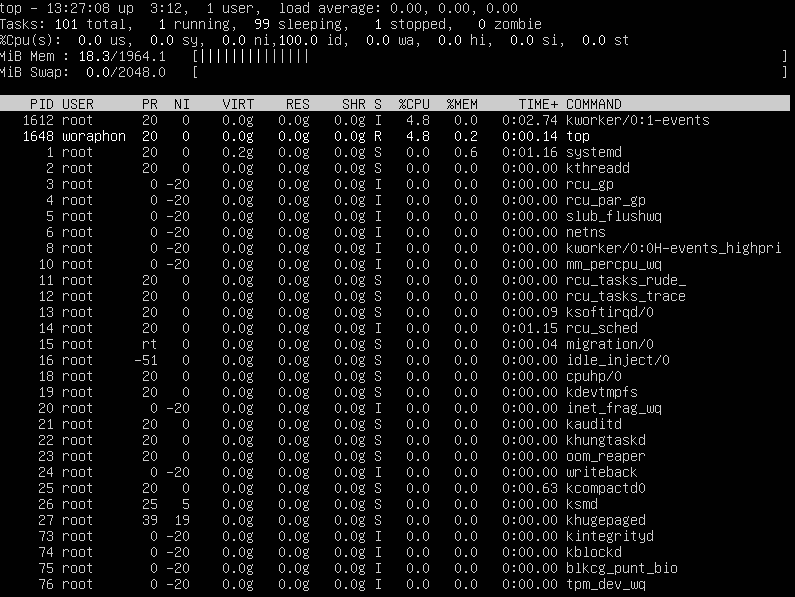 top - 13:27:08 up  3:12,  1 user,  load average: 0.00, 0.00, 0.00
Tasks: 101 total,   1 running,  99 sleeping,   1 stopped,   0 zombie
%Cpu(s):  0.0 us,  0.0 sy,  0.0 ni,100.0 id,  0.0 wa,  0.0 hi,  0.0 si,  0.0 st
MiB Mem : 18.3/1964.1   [||||||||||||||                                                            ]
MiB Swap:  0.0/2048.0   [                                                                          ]
PID USER      PR  NI    VIRT    RES    SHR S  %CPU  %MEM     TIME+ COMMAND
1612 root      20   0    0.0g   0.0g   0.0g I   4.8   0.0   0:02.74 kworker/0:1-events
1648 woraphon  20   0    0.0g   0.0g   0.0g R   4.8   0.2   0:00.14 top
1 root      20   0    0.2g   0.0g   0.0g S   0.0   0.6   0:01.16 systemd
2 root      20   0    0.0g   0.0g   0.0g S   0.0   0.0   0:00.00 kthreadd
3 root       0 -20    0.0g   0.0g   0.0g I   0.0   0.0   0:00.00 rcu_gp
4 root       0 -20    0.0g   0.0g   0.0g I   0.0   0.0   0:00.00 rcu_par_gp
5 root       0 -20    0.0g   0.0g   0.0g I   0.0   0.0   0:00.00 slub_flushwq
6 root       0 -20    0.0g   0.0g   0.0g I   0.0   0.0   0:00.00 netns
8 root       0 -20    0.0g   0.0g   0.0g I   0.0   0.0   0:00.00 kworker/0:0H-events_highpri
10 root       0 -20    0.0g   0.0g   0.0g I   0.0   0.0   0:00.00 mm_percpu_wq
11 root      20   0    0.0g   0.0g   0.0g S   0.0   0.0   0:00.00 rcu_tasks_rude_
12 root      20   0    0.0g   0.0g   0.0g S   0.0   0.0   0:00.00 rcu_tasks_trace
13 root      20   0    0.0g   0.0g   0.0g S   0.0   0.0   0:00.09 ksoftirqd/0
14 root      20   0    0.0g   0.0g   0.0g I   0.0   0.0   0:01.15 rcu_sched
15 root      rt   0    0.0g   0.0g   0.0g S   0.0   0.0   0:00.04 migration/0
16 root     -51   0    0.0g   0.0g   0.0g S   0.0   0.0   0:00.00 idle_inject/0
18 root      20   0    0.0g   0.0g   0.0g S   0.0   0.0   0:00.00 cpuhp/0
19 root      20   0    0.0g   0.0g   0.0g S   0.0   0.0   0:00.00 kdevtmpfs
20 root       0 -20    0.0g   0.0g   0.0g I   0.0   0.0   0:00.00 inet_frag_wq
21 root      20   0    0.0g   0.0g   0.0g S   0.0   0.0   0:00.00 kauditd
22 root      20   0    0.0g   0.0g   0.0g S   0.0   0.0   0:00.00 khungtaskd
23 root      20   0    0.0g   0.0g   0.0g S   0.0   0.0   0:00.00 oom_reaper
24 root       0 -20    0.0g   0.0g   0.0g I   0.0   0.0   0:00.00 writeback
25 root      20   0    0.0g   0.0g   0.0g S   0.0   0.0   0:00.63 kcompactd0
26 root      25   5    0.0g   0.0g   0.0g S   0.0   0.0   0:00.00 ksmd
27 root      39  19    0.0g   0.0g   0.0g S   0.0   0.0   0:00.00 khugepaged
73 root       0 -20    0.0g   0.0g   0.0g I   0.0   0.0   0:00.00 kintegrityd
74 root       0 -20    0.0g   0.0g   0.0g I   0.0   0.0   0:00.00 kblockd
75 root       0 -20    0.0g   0.0g   0.0g I   0.0   0.0   0:00.00 blkcg_punt_bio
76 root       0 -20    0.0g   0.0g   0.0g I   0.0   0.0   0:00.00 tpm_dev_wq